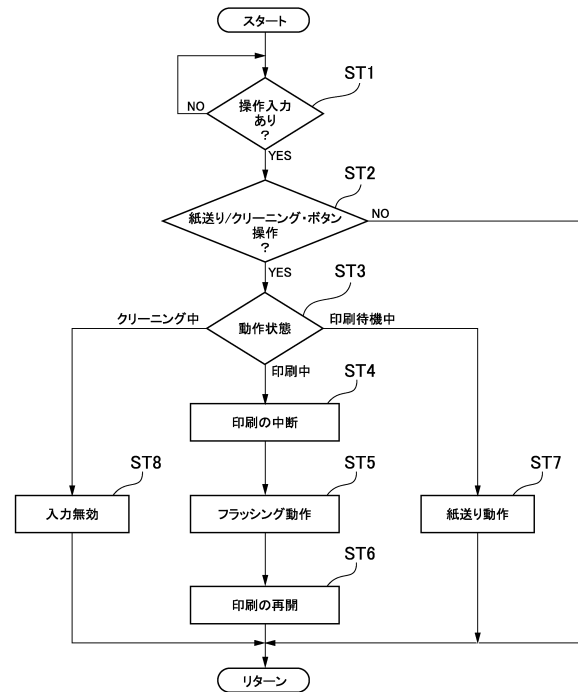 スタート
ST1
操作入力
あり
?
NO
YES
ST2
紙送り/クリーニング・ボタン
操作
?
NO
YES
ST3
クリーニング中
動作状態
印刷待機中
印刷中
ST4
印刷の中断
ST8
ST5
ST7
入力無効
フラッシング動作
紙送り動作
ST6
印刷の再開
リターン